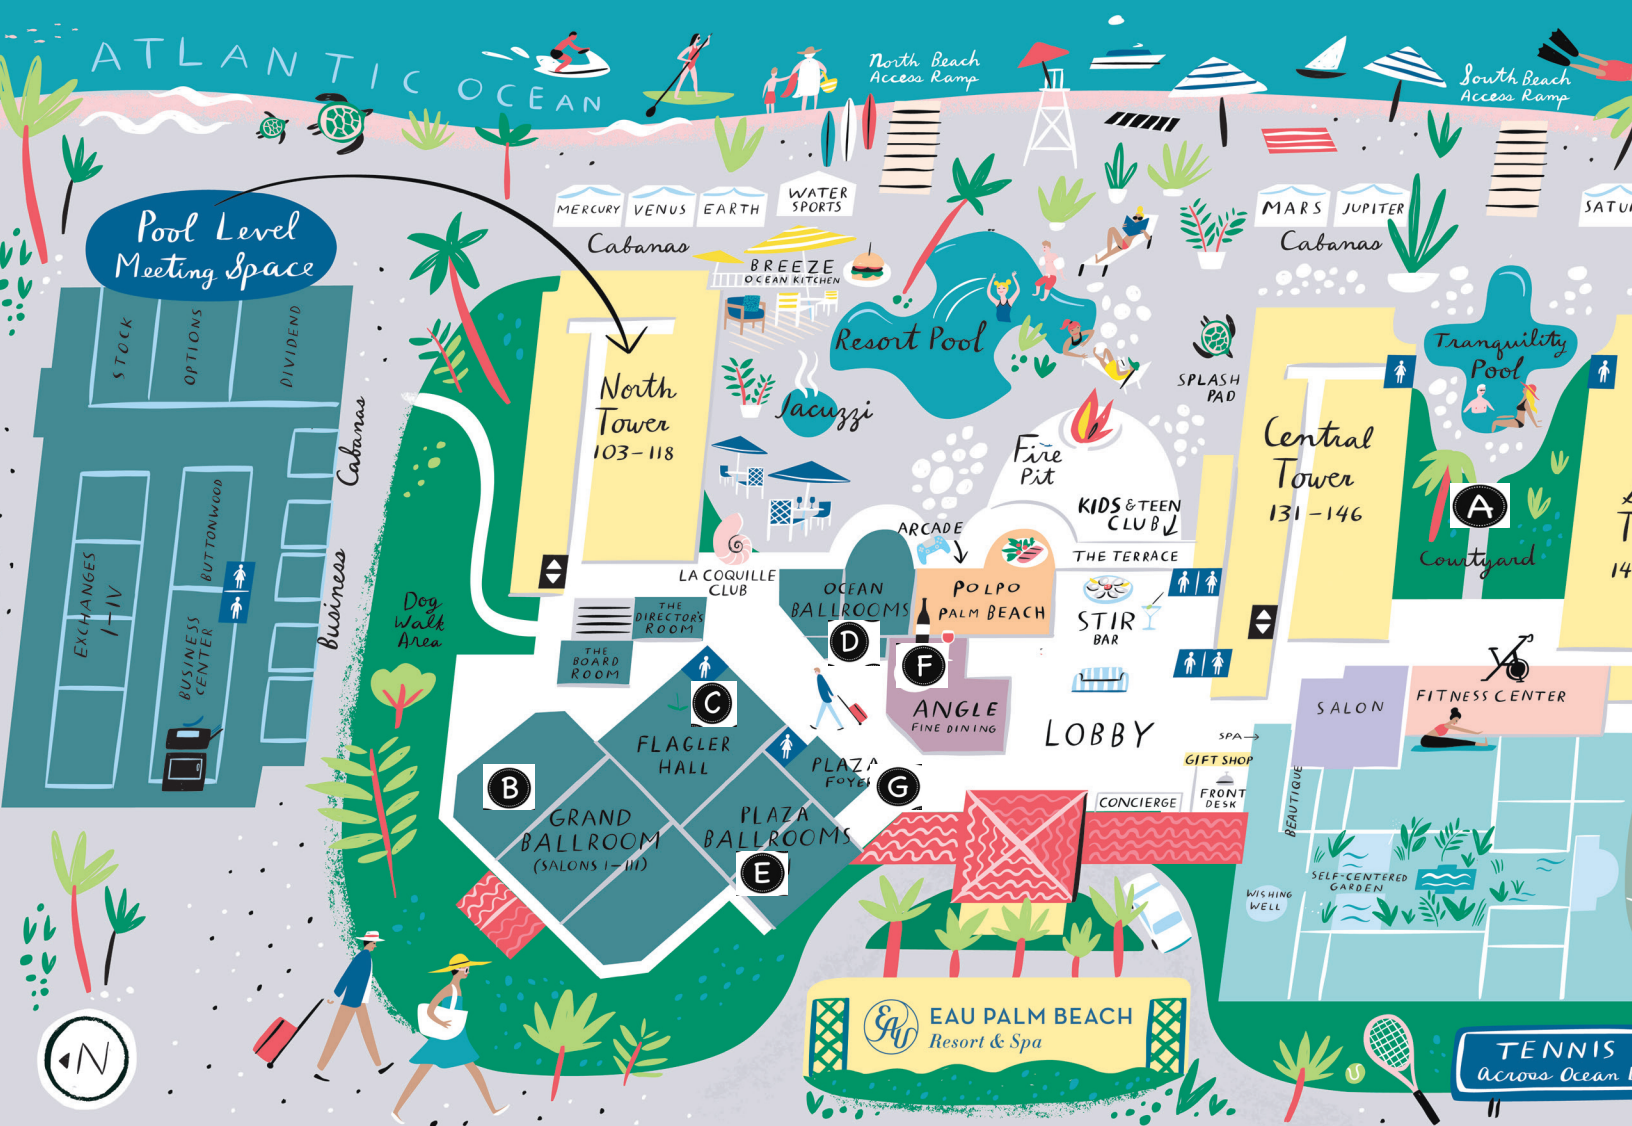 ATLANTIC OCEAN
North Beach
Access Ramp
South Beach
Access Ramp
Pool Level
Meeting Space
MERCURY
VENUS
EARTH
WATER
SPORTS
Cabanas
MARS
JUPITER
Cabanas
BREEZE
OCEAN KITCHEN
STOCK
OPTIONS
DIVIDEND
Resort Pool
Tranquility
Pool
SPLASH
PAD
North
Tower
103-118
Jacuzzi
Fire
Pit
Central
Tower
131-146
A
Courtyard
Business Cabanas
EXCHANGES
I-IV
BUTTONWOOD
BUSINESS
CENTER
KIDS & TEEN
CLUB
ARCADE
THE TERRACE
LA COQUILLE
CLUB
OCEAN
BALLROOMS
POLPO
PALM BEACH
STIR
BAR
Dog
Walk
Area
THE
DIRECTOR'S
ROOM
THE
BOARD
ROOM
D
F
C
ANGLE
FINE DINING
LOBBY
SALON
FITNESS CENTER
SPA→
FLAGLER
HALL
GIFT SHOP
FRONT
DESK
CONCIERGE
BEAUTIQUE
PLAZA
G
B
GRAND
BALLROOM
(SALONS I-III)
PLAZA
BALLROOMS
E
SELF-CENTERED
GARDEN
WISHING
WELL
EAU
EAU PALM BEACH
Resort & Spa
N
TENNIS
Across Ocean